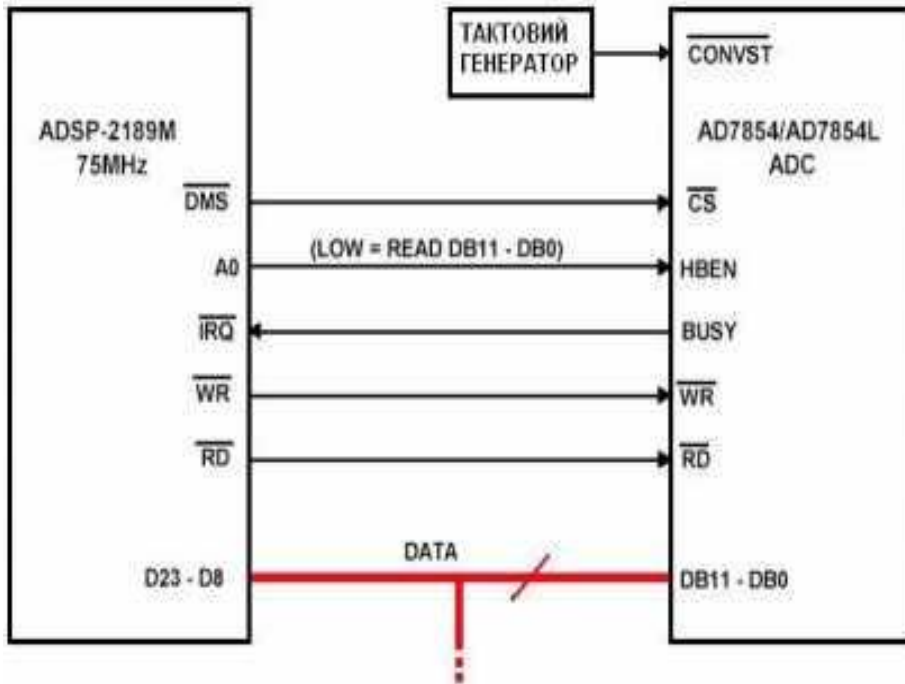 ТАКТОВИЙ
ГЕНЕРАТОР
CONVST
ADSP-2189M
75MHz
AD7854/AD7854L
ADC
DMS
CS
A0
(LOW = READ DB11 - DB0)
HBEN
IRQ
BUSY
WR
WR
RD
RD
DATA
D23 - D8
DB11 - DB0